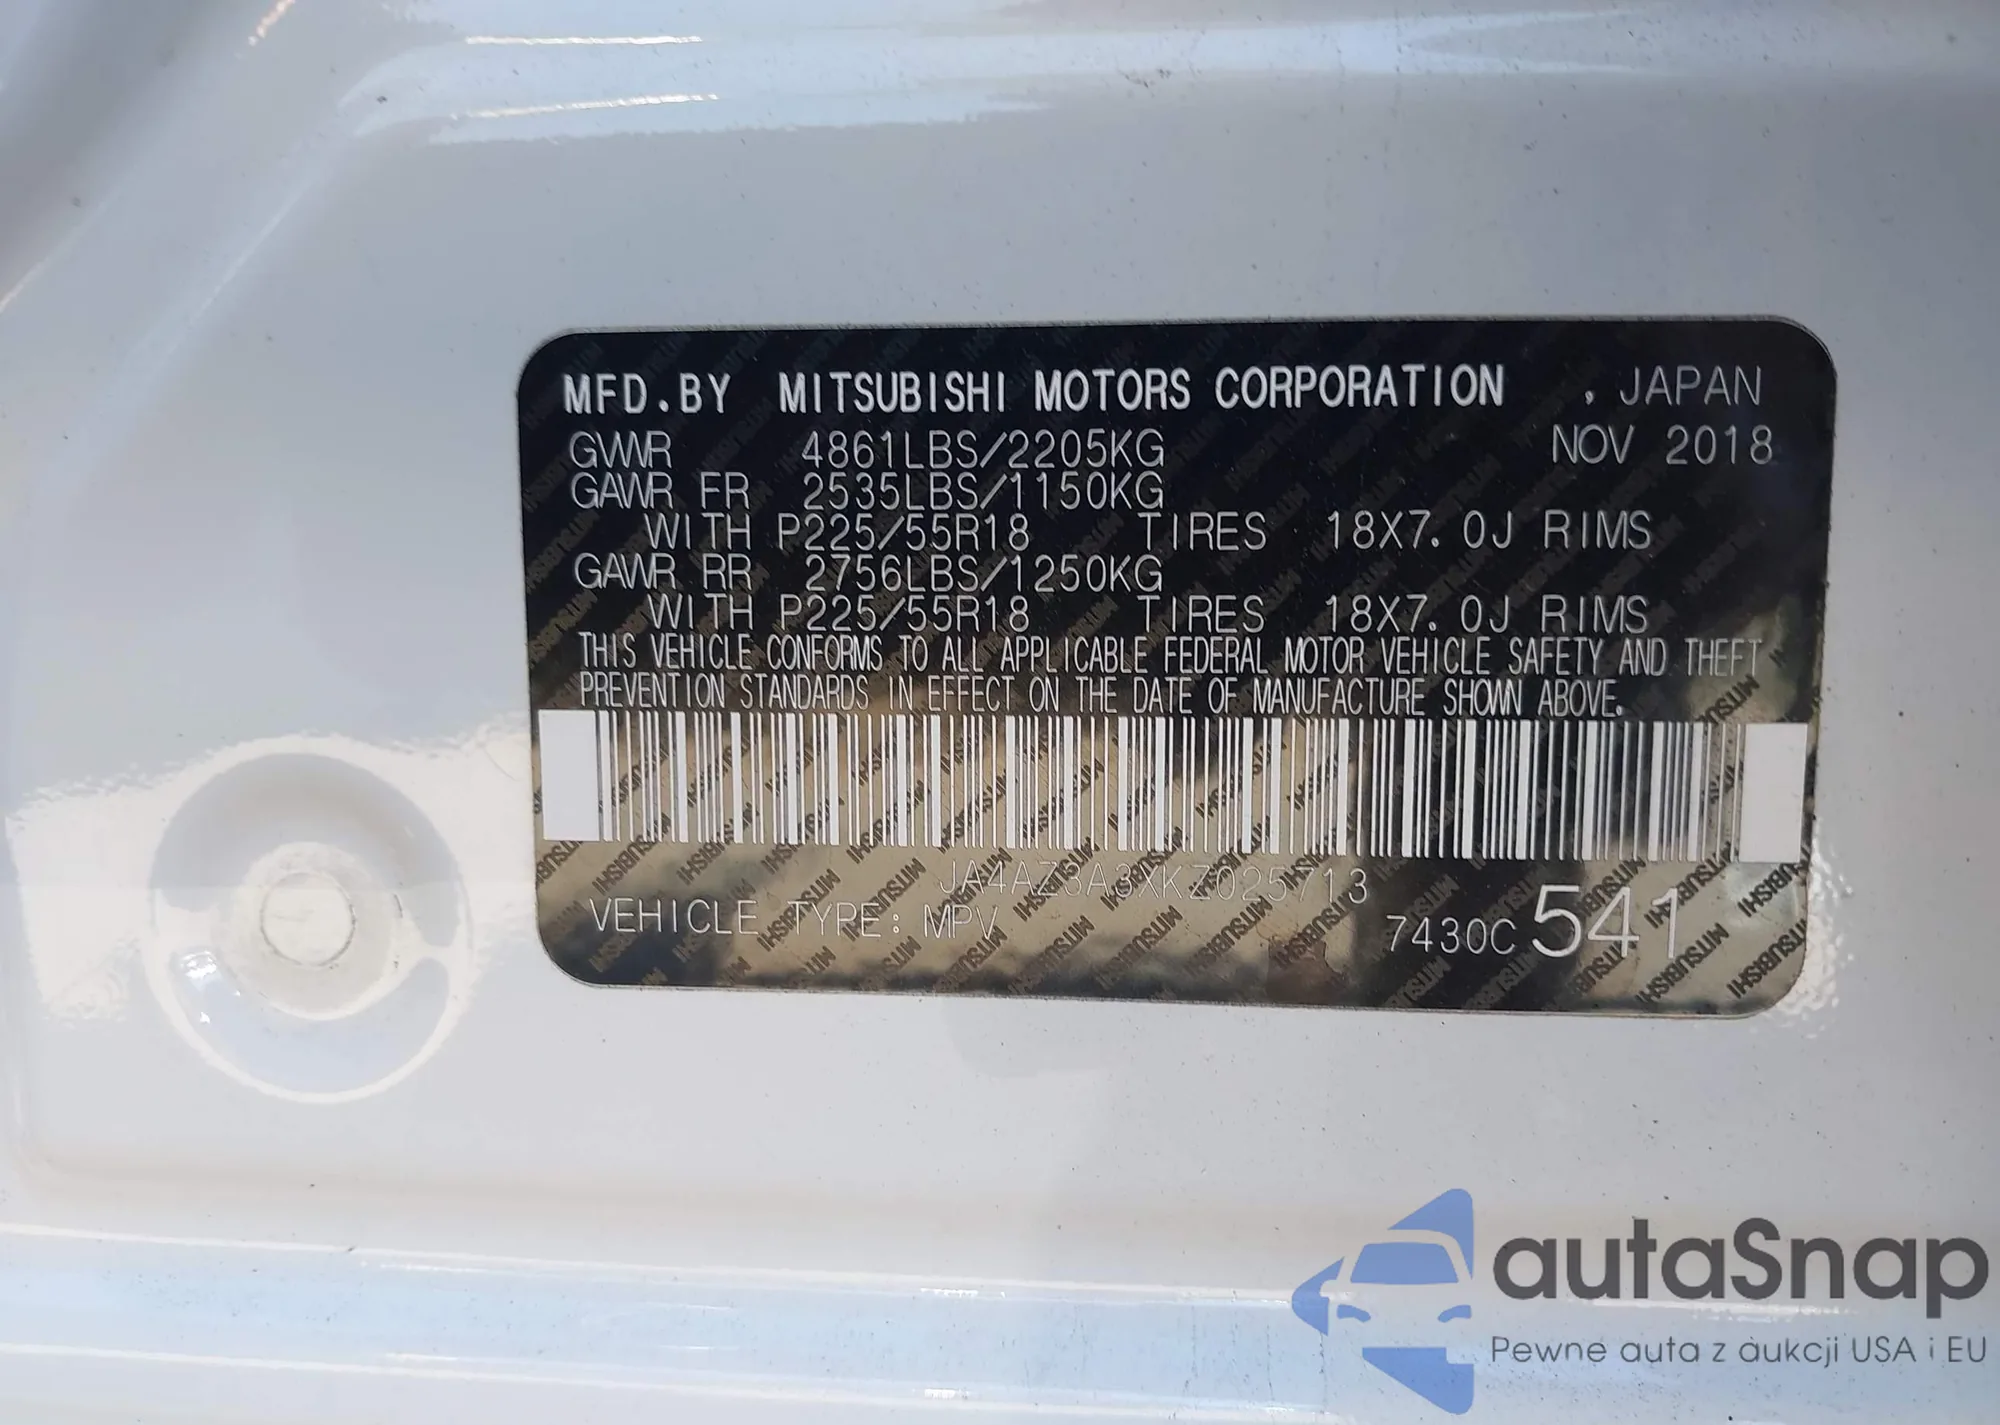 MFD.BY MITSUBISHI MOTORS CORPORATION , JAPAN
GVWR 4861LBS/2205KG NOV 2018
GAWR FR 2535LBS/1150KG
WITH P225/55R18 TIRES 18X7.0J RIMS
GAWR RR 2756LBS/1250KG
WITH P225/55R18 TIRES 18X7.0J RIMS
THIS VEHICLE CONFORMS TO ALL APPLICABLE FEDERAL MOTOR VEHICLE SAFETY AND THEFT
PREVENTION STANDARDS IN EFFECT ON THE DATE OF MANUFACTURE SHOWN ABOVE.
JA4AZ3A3XKZ025713
VEHICLE TYPE: MPV 7430C 541
autaSnap
Pewne auta z aukcji USA i EU